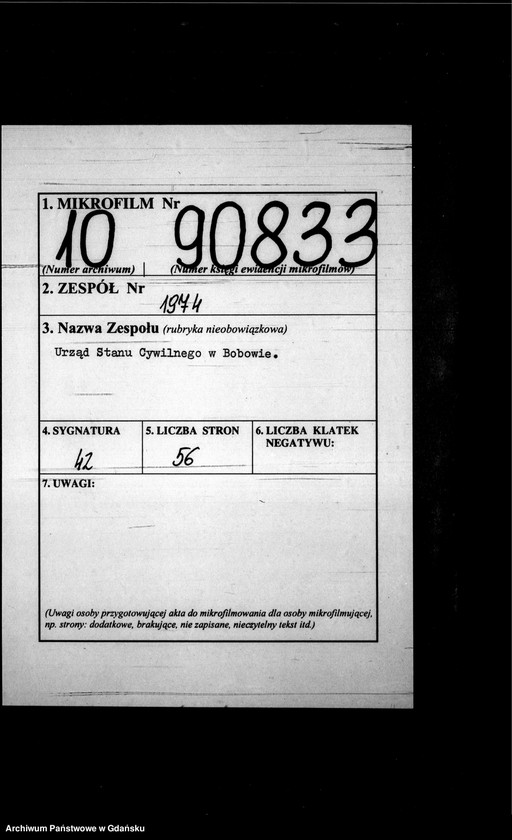 1. MIKROFILM Nr
10 90833
(Numer archiwum) (Numer księgi ewidencji mikrofilmów)
2. ZESPÓŁ Nr
1974
3. Nazwa Zespołu (rubryka nieobowiązkowa)
Urząd Stanu Cywilnego w Bobowie.
4. SYGNATURA 5. LICZBA STRON 6. LICZBA KLATEK
NEGATYWU:
42 56
7. UWAGI:
(Uwagi osoby przygotowującej akta do mikrofilmowania dla osoby mikrofilmującej,
np. strony: dodatkowe, brakujące, nie zapisane, nieczytelny tekst itd.)
Archiwum Państwowe w Gdańsku